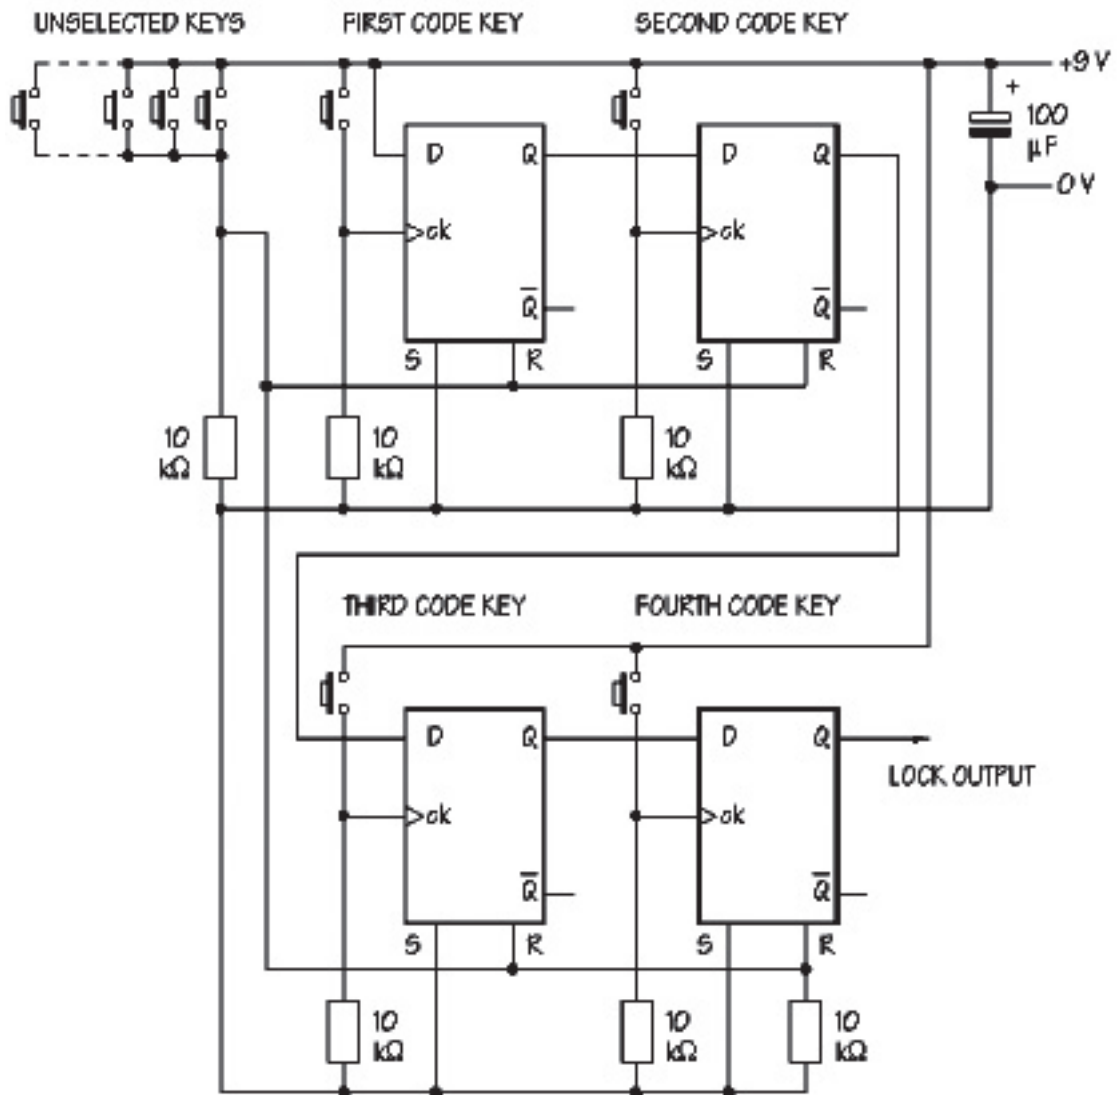 UNSELECTED KEYS
FIRST CODE KEY
SECOND CODE KEY
+9 V
+
100
µF
0 V
D
Q
D
Q
ck
ck
Q̅
Q̅
S
R
S
R
10
kΩ
10
kΩ
10
kΩ
THIRD CODE KEY
FOURTH CODE KEY
D
Q
D
Q
LOCK OUTPUT
ck
ck
Q̅
Q̅
S
R
S
R
10
kΩ
10
kΩ
10
kΩ